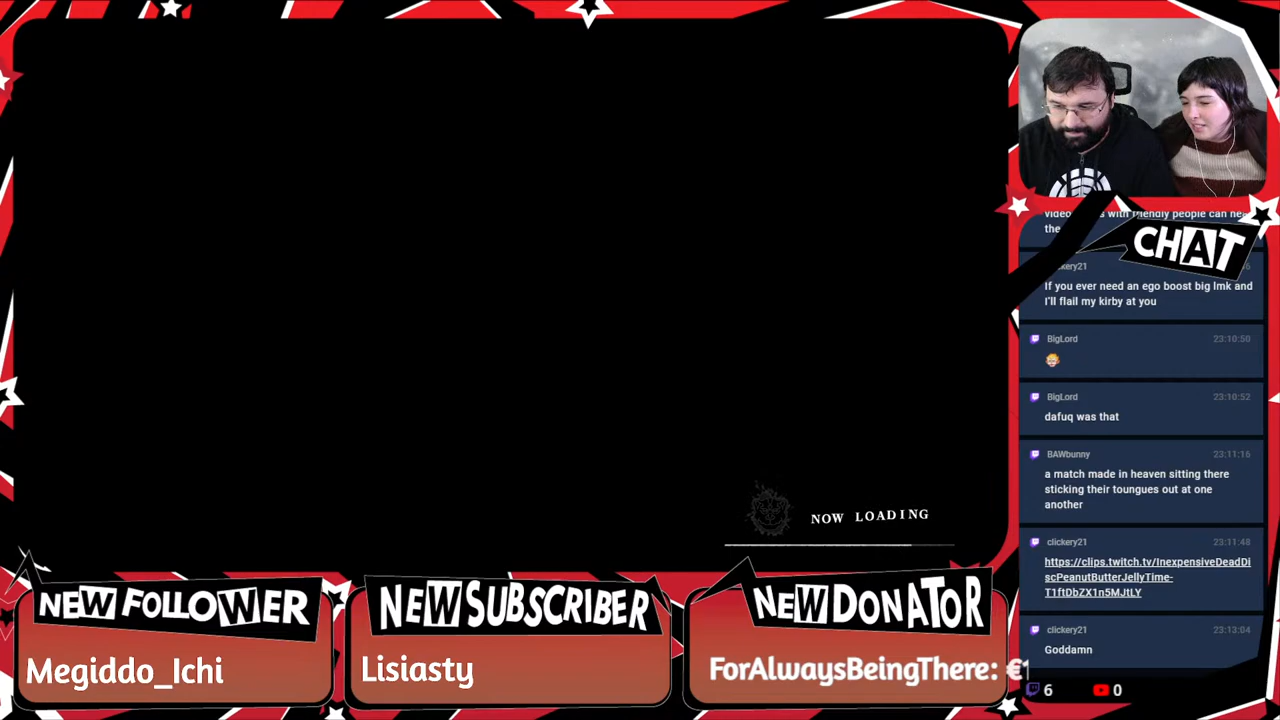 CHAT
clickery21
If you ever need an ego boost big lmk and
I'll flail my kirby at you
BigLord 23:10:50
BigLord 23:10:52
dafuq was that
BAWbunny 23:11:16
a match made in heaven sitting there
sticking their toungues out at one
another
clickery21 23:11:48
https://clips.twitch.tv/InexpensiveDeadDi
scPeanutButterJellyTime-
T1ftDbZX1n5MJtLY
clickery21 23:13:04
Goddamn
6 0
NOW LOADING
NEW FOLLOWER
Megiddo_Ichi
NEW SUBSCRIBER
Lisiasty
NEW DONATOR
ForAlwaysBeingThere: €1